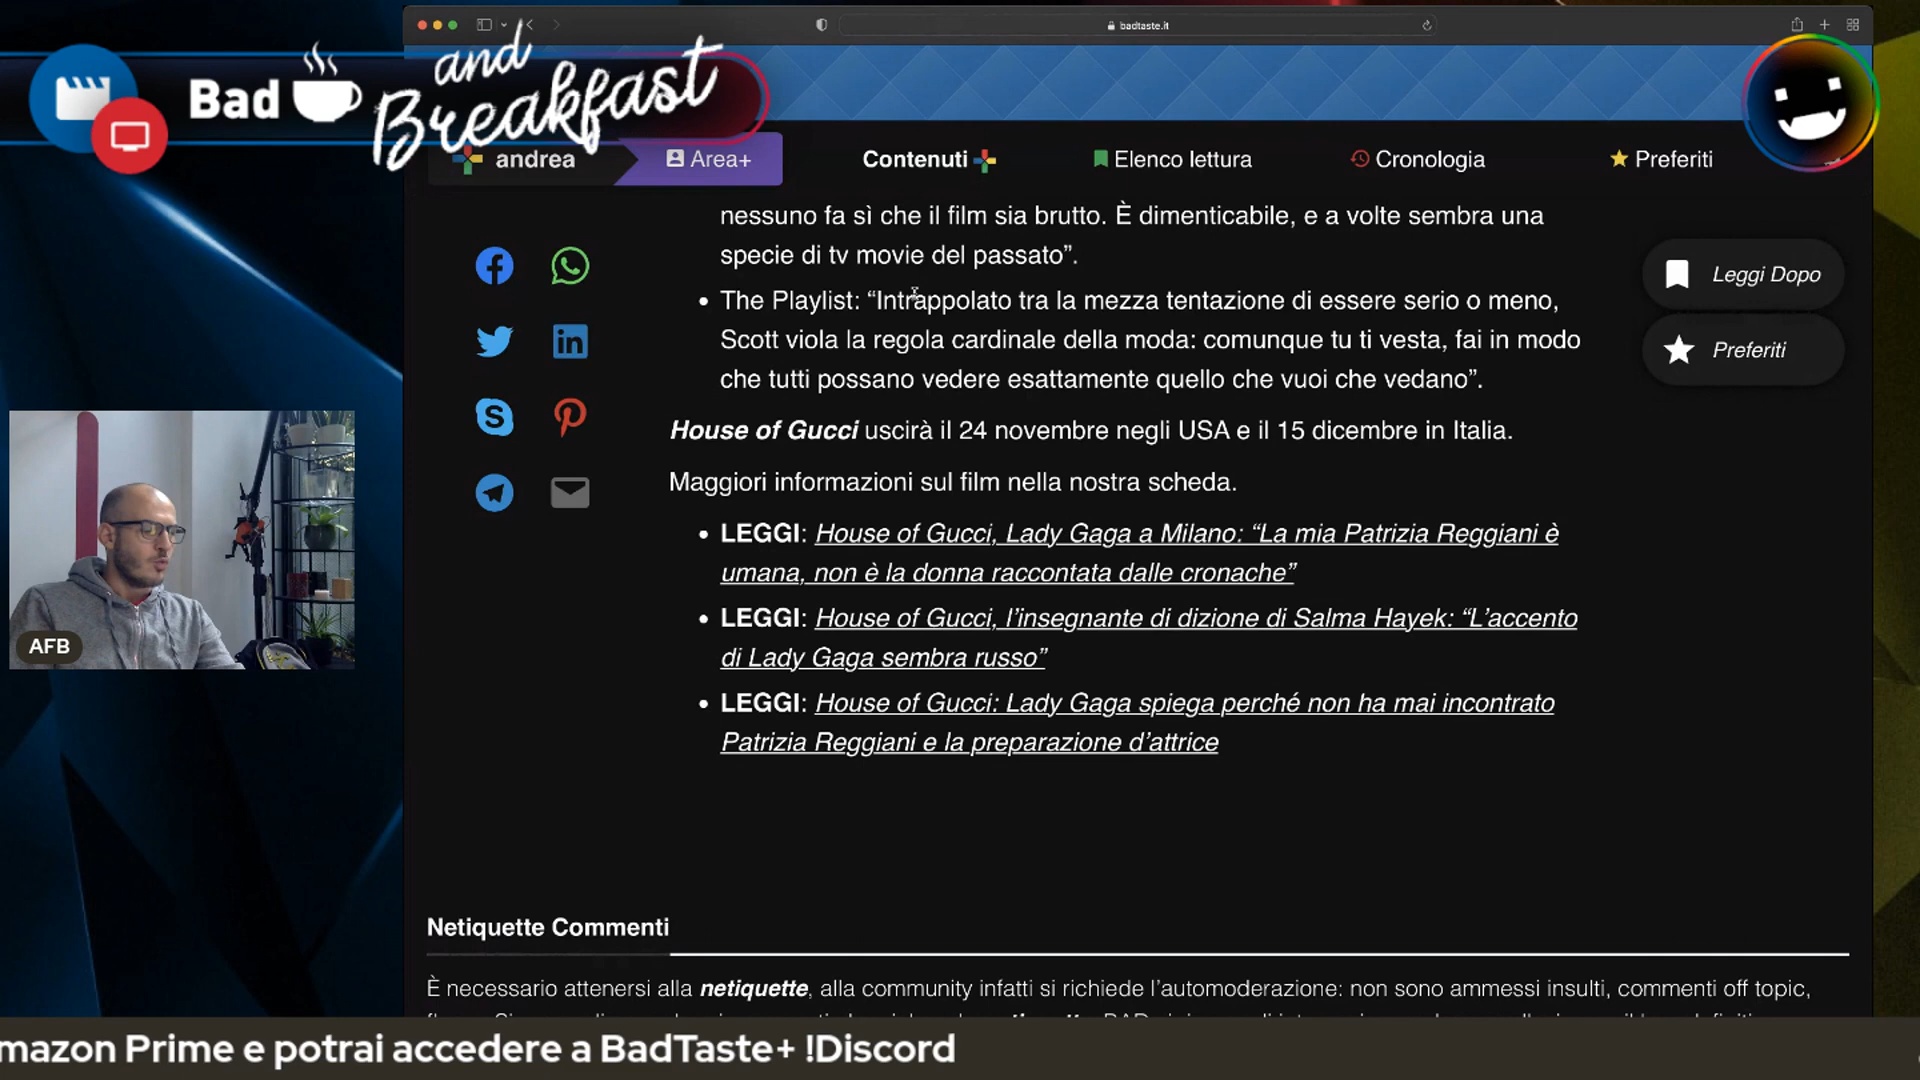 badtaste.it
Bad and Breakfast
andrea
Area+
Contenuti
Elenco lettura
Cronologia
Preferiti
nessuno fa sì che il film sia brutto. È dimenticabile, e a volte sembra una
specie di tv movie del passato”.
• The Playlist: “Intrappolato tra la mezza tentazione di essere serio o meno,
Scott viola la regola cardinale della moda: comunque tu ti vesta, fai in modo
che tutti possano vedere esattamente quello che vuoi che vedano”.
Leggi Dopo
Preferiti
House of Gucci uscirà il 24 novembre negli USA e il 15 dicembre in Italia.
Maggiori informazioni sul film nella nostra scheda.
• LEGGI: House of Gucci, Lady Gaga a Milano: “La mia Patrizia Reggiani è
umana, non è la donna raccontata dalle cronache”
• LEGGI: House of Gucci, l’insegnante di dizione di Salma Hayek: “L’accento
di Lady Gaga sembra russo”
• LEGGI: House of Gucci: Lady Gaga spiega perché non ha mai incontrato
Patrizia Reggiani e la preparazione d’attrice
AFB
Netiquette Commenti
È necessario attenersi alla netiquette, alla community infatti si richiede l’automoderazione: non sono ammessi insulti, commenti off topic,
mazon Prime e potrai accedere a BadTaste+ !Discord